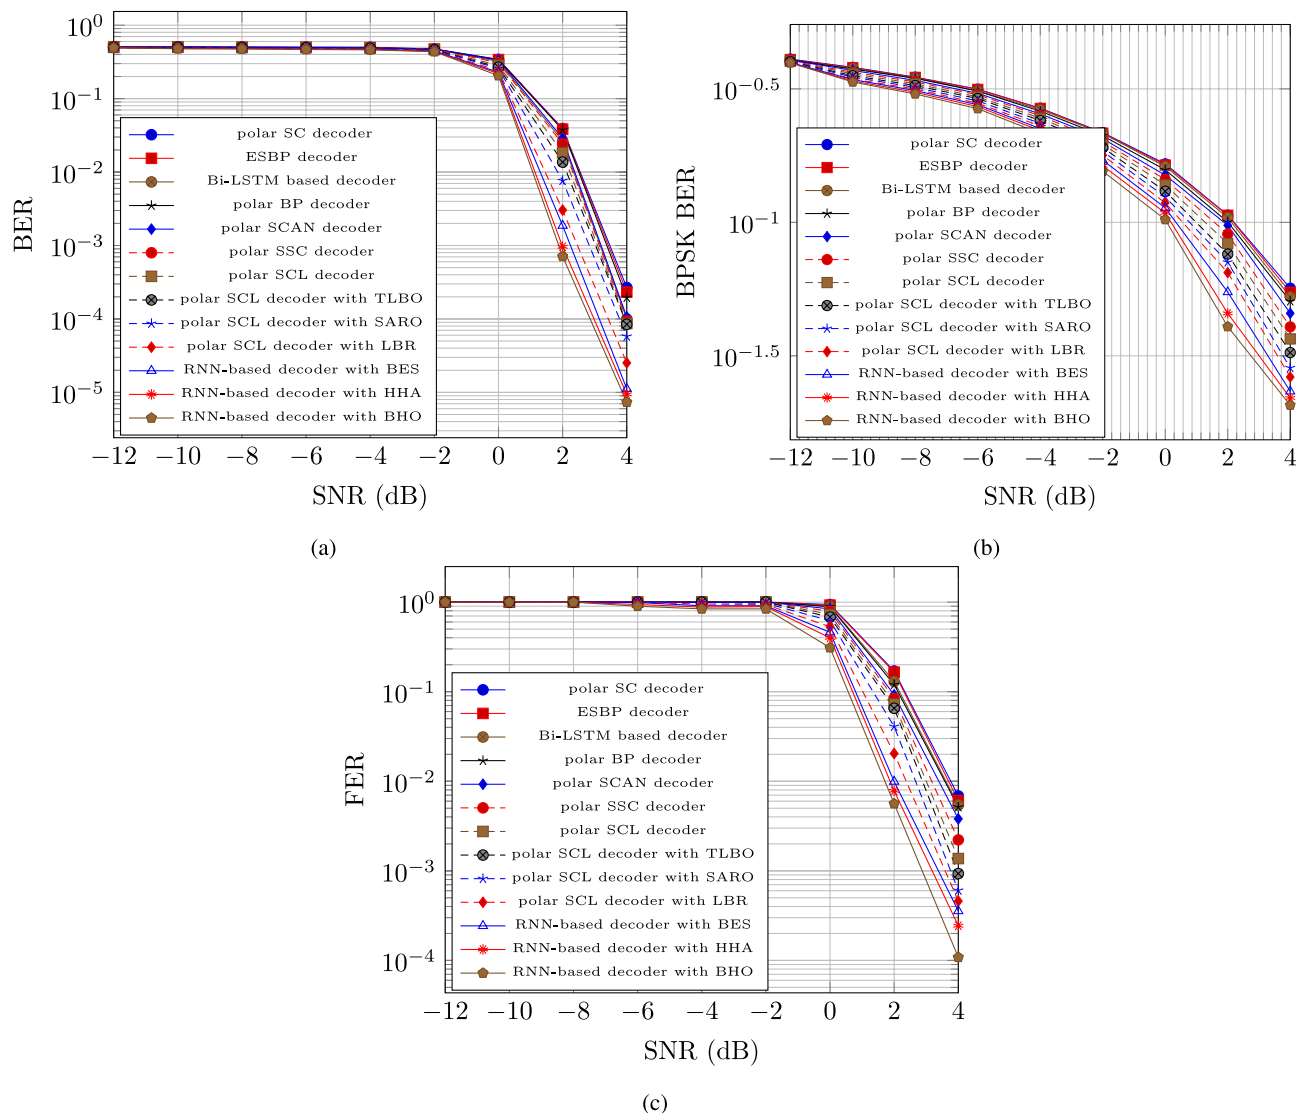 10^0
10^−1
10^−2
10^−3
10^−4
10^−5
BER
polar SC decoder
ESBP decoder
Bi-LSTM based decoder
polar BP decoder
polar SCAN decoder
polar SSC decoder
polar SCL decoder
polar SCL decoder with TLBO
polar SCL decoder with SARO
polar SCL decoder with LBR
RNN-based decoder with BES
RNN-based decoder with HHA
RNN-based decoder with BHO
−12 −10 −8 −6 −4 −2 0 2 4
SNR (dB)
(a)
10^−0.5
10^−1
10^−1.5
BPSK BER
polar SC decoder
ESBP decoder
Bi-LSTM based decoder
polar BP decoder
polar SCAN decoder
polar SSC decoder
polar SCL decoder
polar SCL decoder with TLBO
polar SCL decoder with SARO
polar SCL decoder with LBR
RNN-based decoder with BES
RNN-based decoder with HHA
RNN-based decoder with BHO
−12 −10 −8 −6 −4 −2 0 2 4
SNR (dB)
(b)
10^0
10^−1
10^−2
10^−3
10^−4
FER
polar SC decoder
ESBP decoder
Bi-LSTM based decoder
polar BP decoder
polar SCAN decoder
polar SSC decoder
polar SCL decoder
polar SCL decoder with TLBO
polar SCL decoder with SARO
polar SCL decoder with LBR
RNN-based decoder with BES
RNN-based decoder with HHA
RNN-based decoder with BHO
−12 −10 −8 −6 −4 −2 0 2 4
SNR (dB)
(c)